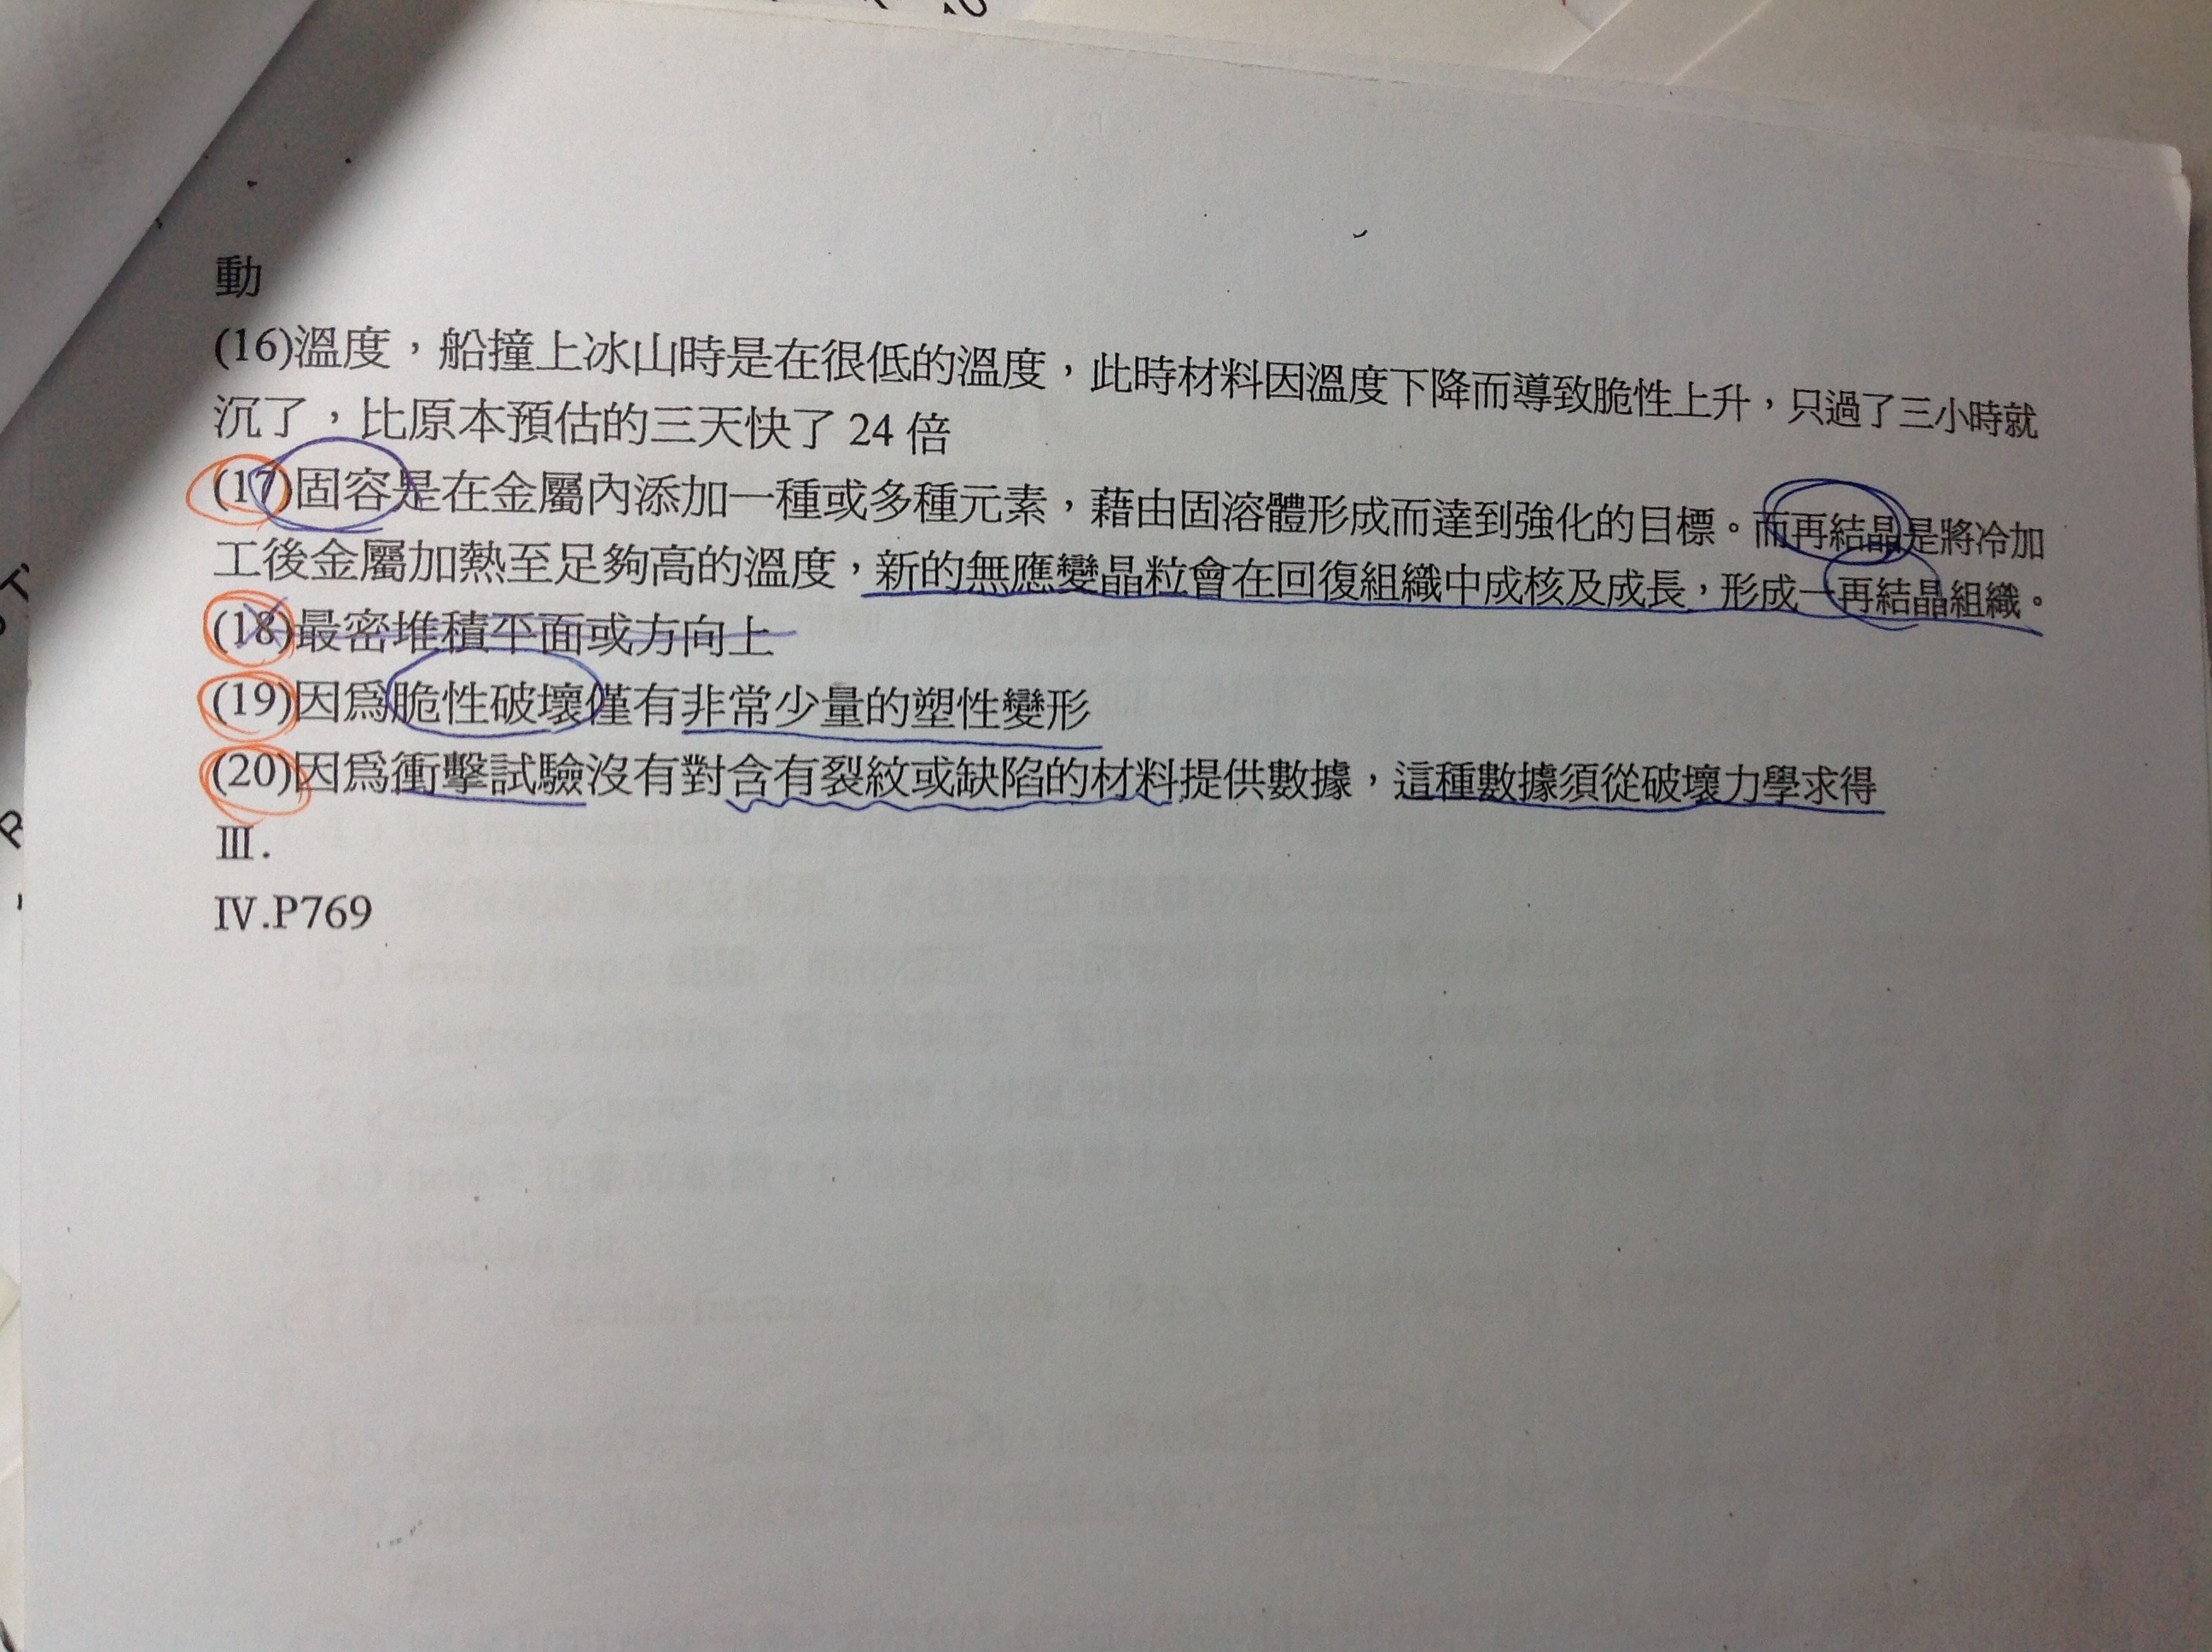 動
(16)溫度，船撞上冰山時是在很低的溫度，此時材料因溫度下降而導致脆性上升，只過了三小時就
沉了，比原本預估的三天快了 24 倍
(17)固容是在金屬內添加一種或多種元素，藉由固溶體形成而達到強化的目標。而再結晶是將冷加
工後金屬加熱至足夠高的溫度，新的無應變晶粒會在回復組織中成核及成長，形成一再結晶組織。
(18)最密堆積平面或方向上
(19)因爲脆性破壞僅有非常少量的塑性變形
(20)因爲衝擊試驗沒有對含有裂紋或缺陷的材料提供數據，這種數據須從破壞力學求得
Ⅲ.
Ⅳ.P769